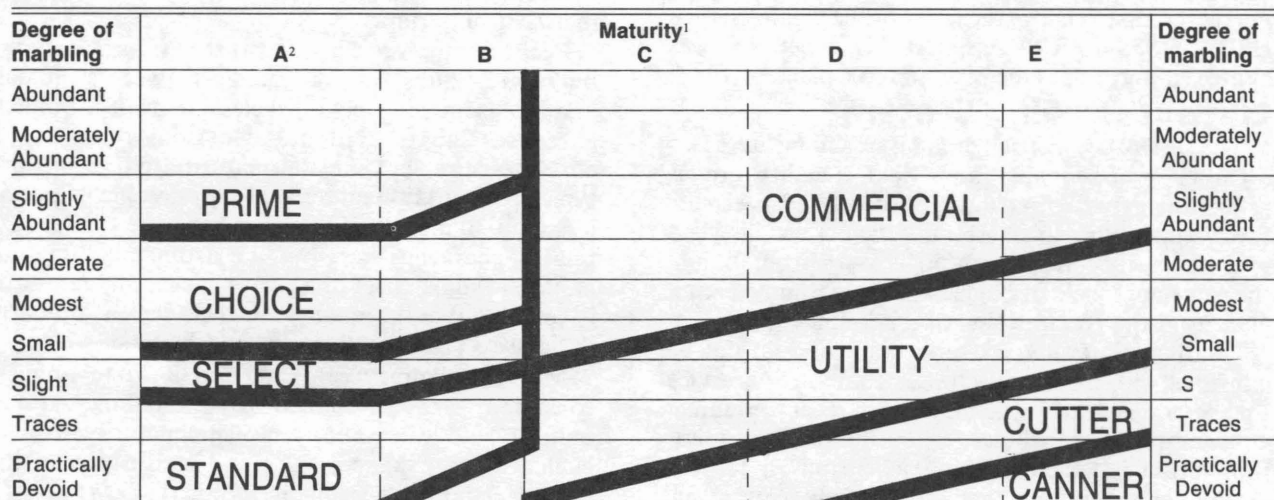 Degree of
marbling
Maturity¹
Degree of
marbling
A²
B
C
D
E
Abundant
Abundant
Moderately
Abundant
Moderately
Abundant
Slightly
Abundant
PRIME
COMMERCIAL
Slightly
Abundant
Moderate
Moderate
Modest
CHOICE
Modest
Small
Small
SELECT
UTILITY
Slight
S
Traces
CUTTER
Traces
Practically
Devoid
STANDARD
CANNER
Practically
Devoid